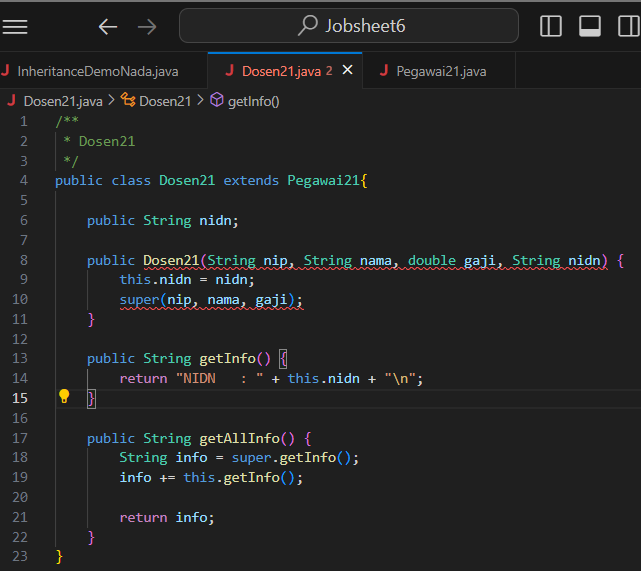 Jobsheet6
InheritanceDemoNada.java Dosen21.java 2 Pegawai21.java
Dosen21.java > Dosen21 > getInfo()
1 /**
2  * Dosen21
3  */
4 public class Dosen21 extends Pegawai21{
5
6     public String nidn;
7
8     public Dosen21(String nip, String nama, double gaji, String nidn) {
9         this.nidn = nidn;
10         super(nip, nama, gaji);
11     }
12
13     public String getInfo() {
14         return "NIDN   : " + this.nidn + "\n";
15     }
16
17     public String getAllInfo() {
18         String info = super.getInfo();
19         info += this.getInfo();
20
21         return info;
22     }
23 }